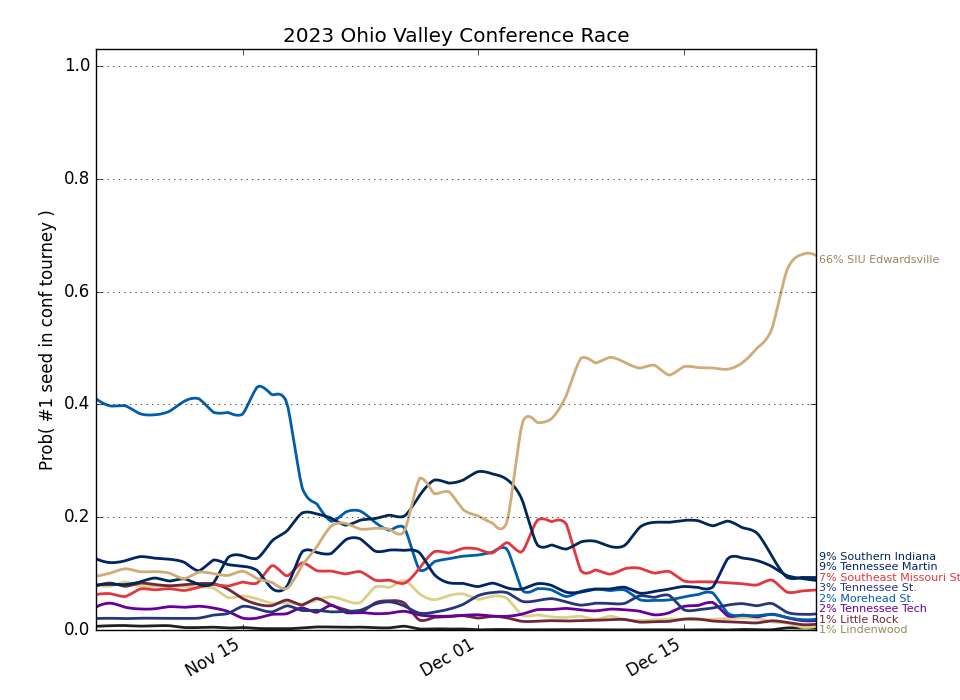 2023 Ohio Valley Conference Race
Prob( #1 seed in conf tourney )
1.0
0.8
0.6
0.4
0.2
0.0
Nov 15
Dec 01
Dec 15
66% SIU Edwardsville
9% Southern Indiana
9% Tennessee Martin
7% Southeast Missouri St
3% Tennessee St.
2% Morehead St.
2% Tennessee Tech
1% Little Rock
1% Lindenwood